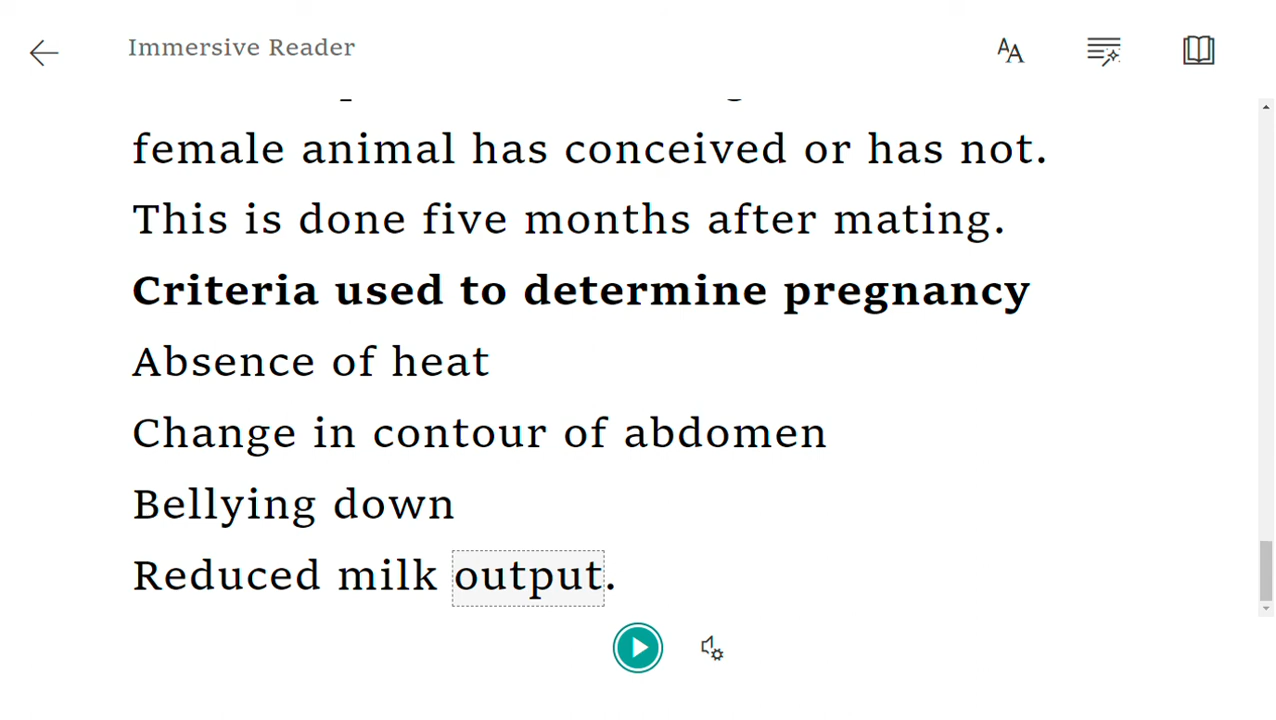 Immersive Reader
female animal has conceived or has not.
This is done five months after mating.
Criteria used to determine pregnancy
Absence of heat
Change in contour of abdomen
Bellying down
Reduced milk output.